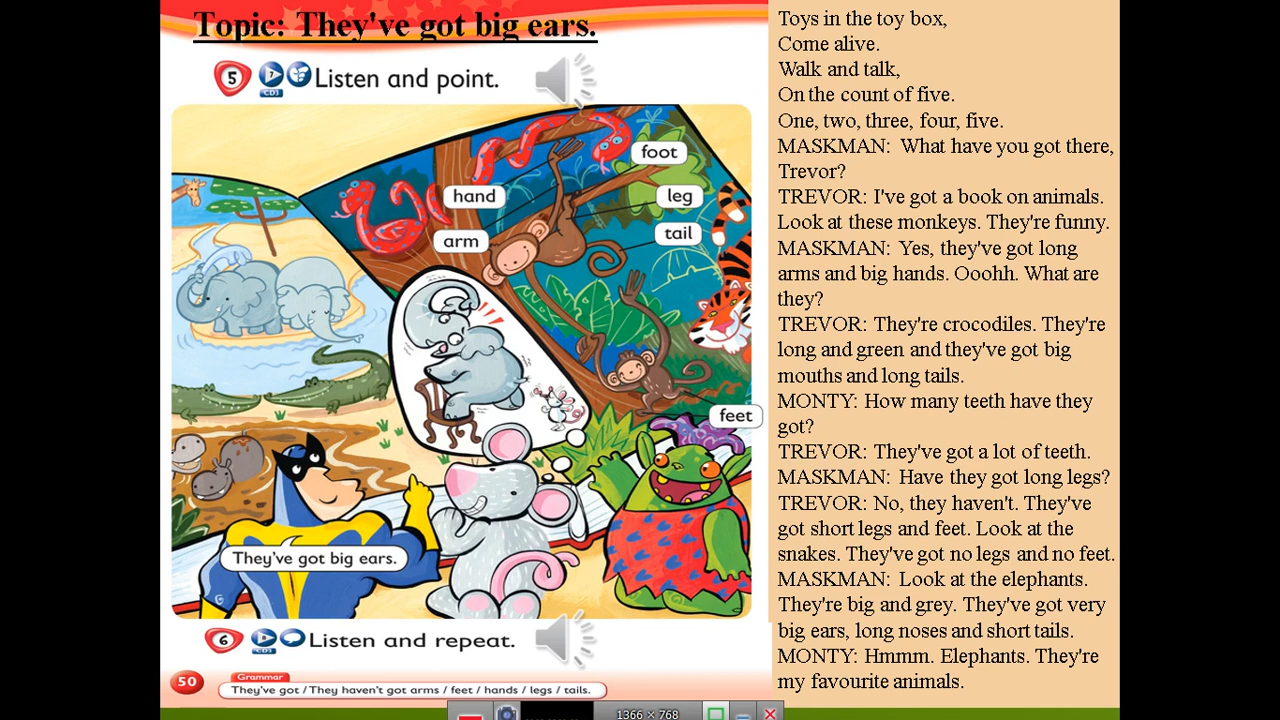 Topic: They've got big ears.
5 7 CD3 Listen and point.
foot
hand
leg
arm
tail
feet
They've got big ears.
6 CD3 Listen and repeat.
50 Grammar
They've got / They haven't got arms / feet / hands / legs / tails.
Toys in the toy box,
Come alive.
Walk and talk,
On the count of five.
One, two, three, four, five.
MASKMAN: What have you got there,
Trevor?
TREVOR: I've got a book on animals.
Look at these monkeys. They're funny.
MASKMAN: Yes, they've got long
arms and big hands. Ooohh. What are
they?
TREVOR: They're crocodiles. They're
long and green and they've got big
mouths and long tails.
MONTY: How many teeth have they
got?
TREVOR: They've got a lot of teeth.
MASKMAN: Have they got long legs?
TREVOR: No, they haven't. They've
got short legs and feet. Look at the
snakes. They've got no legs and no feet.
MASKMAN: Look at the elephants.
They're big and grey. They've got very
big ears, long noses and short tails.
MONTY: Hmmm. Elephants. They're
my favourite animals.
1366 × 768